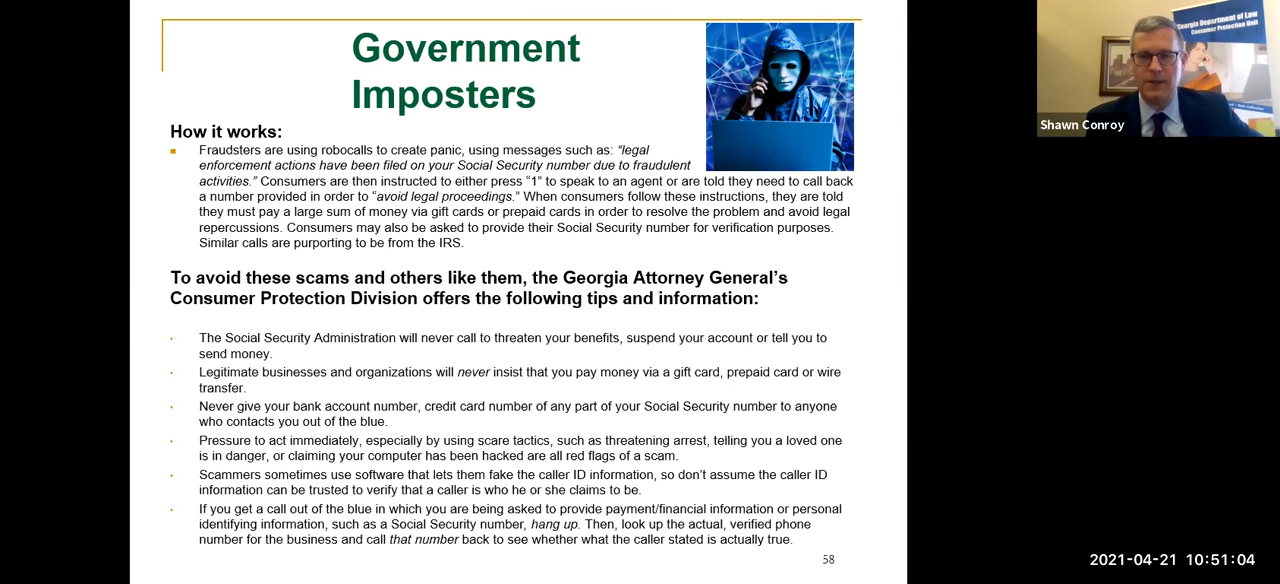 Government
Imposters
Georgia Department of Law
Consumer Protection Unit
Shawn Conroy
How it works:
Fraudsters are using robocalls to create panic, using messages such as: “legal
enforcement actions have been filed on your Social Security number due to fraudulent
activities.” Consumers are then instructed to either press “1” to speak to an agent or are told they need to call back
a number provided in order to “avoid legal proceedings.” When consumers follow these instructions, they are told
they must pay a large sum of money via gift cards or prepaid cards in order to resolve the problem and avoid legal
repercussions. Consumers may also be asked to provide their Social Security number for verification purposes.
Similar calls are purporting to be from the IRS.
To avoid these scams and others like them, the Georgia Attorney General’s
Consumer Protection Division offers the following tips and information:
The Social Security Administration will never call to threaten your benefits, suspend your account or tell you to
send money.
Legitimate businesses and organizations will never insist that you pay money via a gift card, prepaid card or wire
transfer.
Never give your bank account number, credit card number of any part of your Social Security number to anyone
who contacts you out of the blue.
Pressure to act immediately, especially by using scare tactics, such as threatening arrest, telling you a loved one
is in danger, or claiming your computer has been hacked are all red flags of a scam.
Scammers sometimes use software that lets them fake the caller ID information, so don’t assume the caller ID
information can be trusted to verify that a caller is who he or she claims to be.
If you get a call out of the blue in which you are being asked to provide payment/financial information or personal
identifying information, such as a Social Security number, hang up. Then, look up the actual, verified phone
number for the business and call that number back to see whether what the caller stated is actually true.
58
2021-04-21 10:51:04